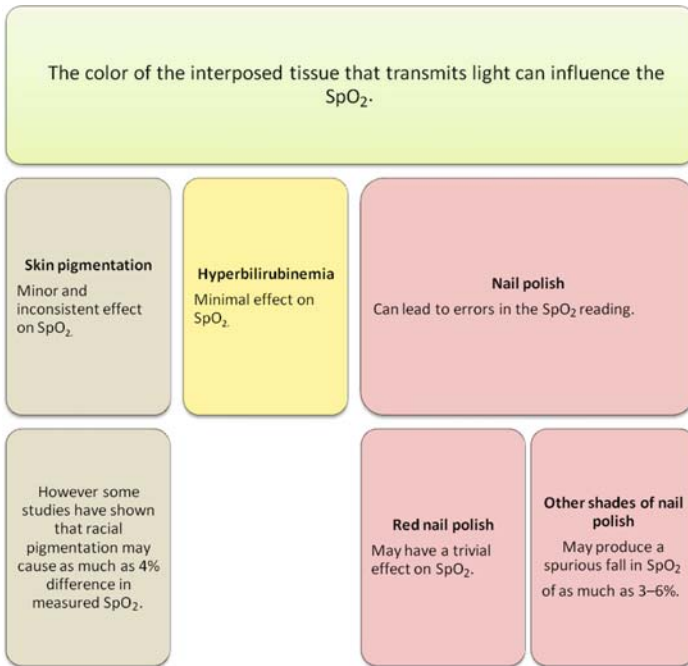 The color of the interposed tissue that transmits light can influence the
SpO₂.
Skin pigmentation
Minor and
inconsistent effect
on SpO₂.
Hyperbilirubinemia
Minimal effect on
SpO₂.
Nail polish
Can lead to errors in the SpO₂ reading.
However some
studies have shown
that racial
pigmentation may
cause as much as 4%
difference in
measured SpO₂.
Red nail polish
May have a trivial
effect on SpO₂.
Other shades of nail
polish
May produce a
spurious fall in SpO₂
of as much as 3–6%.